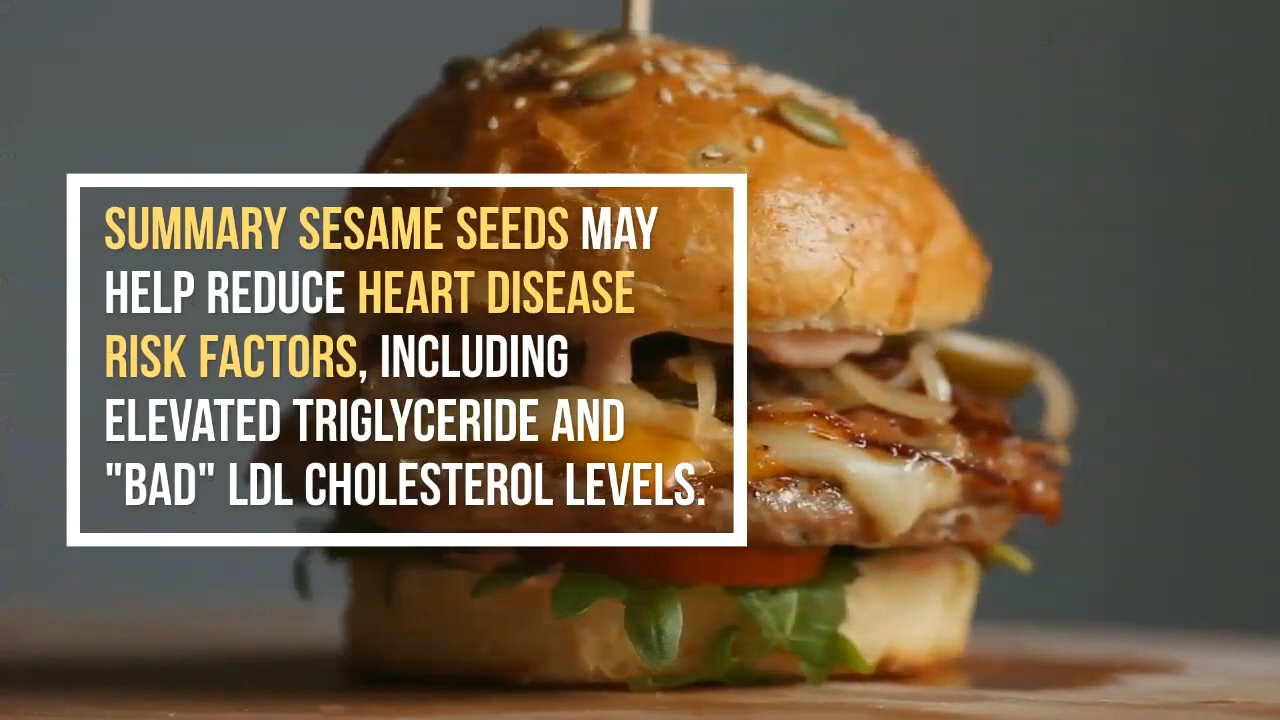 SUMMARY SESAME SEEDS MAY
HELP REDUCE HEART DISEASE
RISK FACTORS, INCLUDING
ELEVATED TRIGLYCERIDE AND
"BAD" LDL CHOLESTEROL LEVELS.